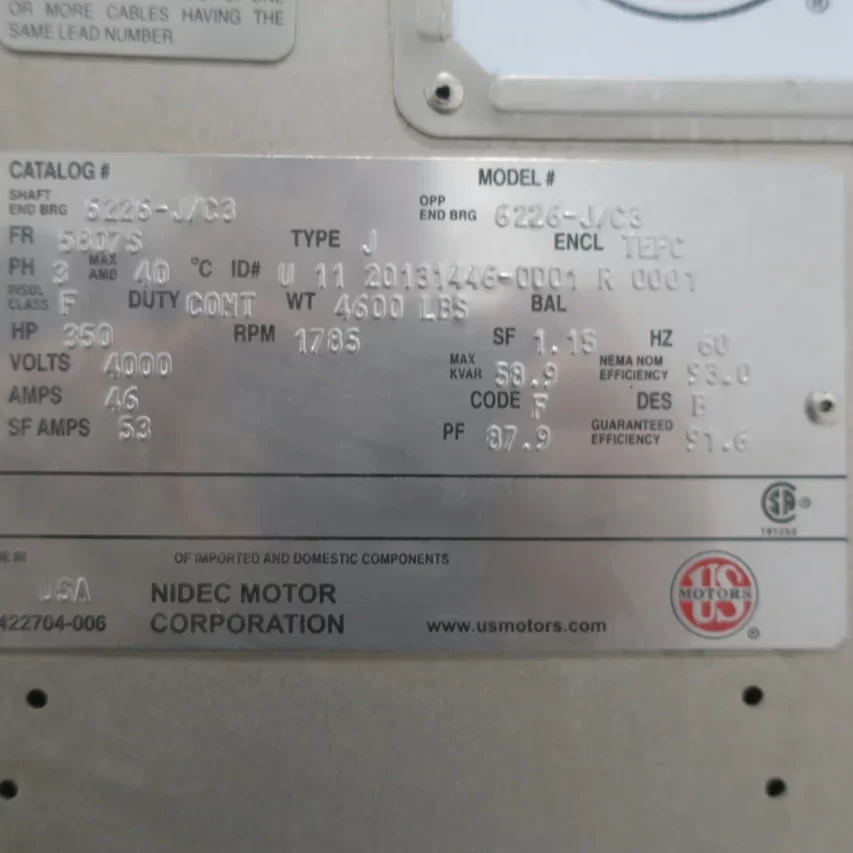 OR MORE CABLES HAVING THE
SAME LEAD NUMBER
®
CATALOG # MODEL #
SHAFT END BRG 6226-J/C3 OPP END BRG 6226-J/C3
FR 5807S TYPE J ENCL TEFC
PH 3 MAX AMB 40 °C ID# U 11 20131446-0001 R 0001
INSUL CLASS F DUTY CONT WT 4600 LBS BAL
HP 350 RPM 1785 SF 1.15 HZ 60
VOLTS 4000 MAX KVAR 58.9 NEMA NOM EFFICIENCY 93.0
AMPS 46 CODE F DES B
SF AMPS 53 PF 87.9 GUARANTEED EFFICIENCY 91.6
SA ®
IN OF IMPORTED AND DOMESTIC COMPONENTS
USA NIDEC MOTOR
422704-006 CORPORATION www.usmotors.com
US
MOTORS
®